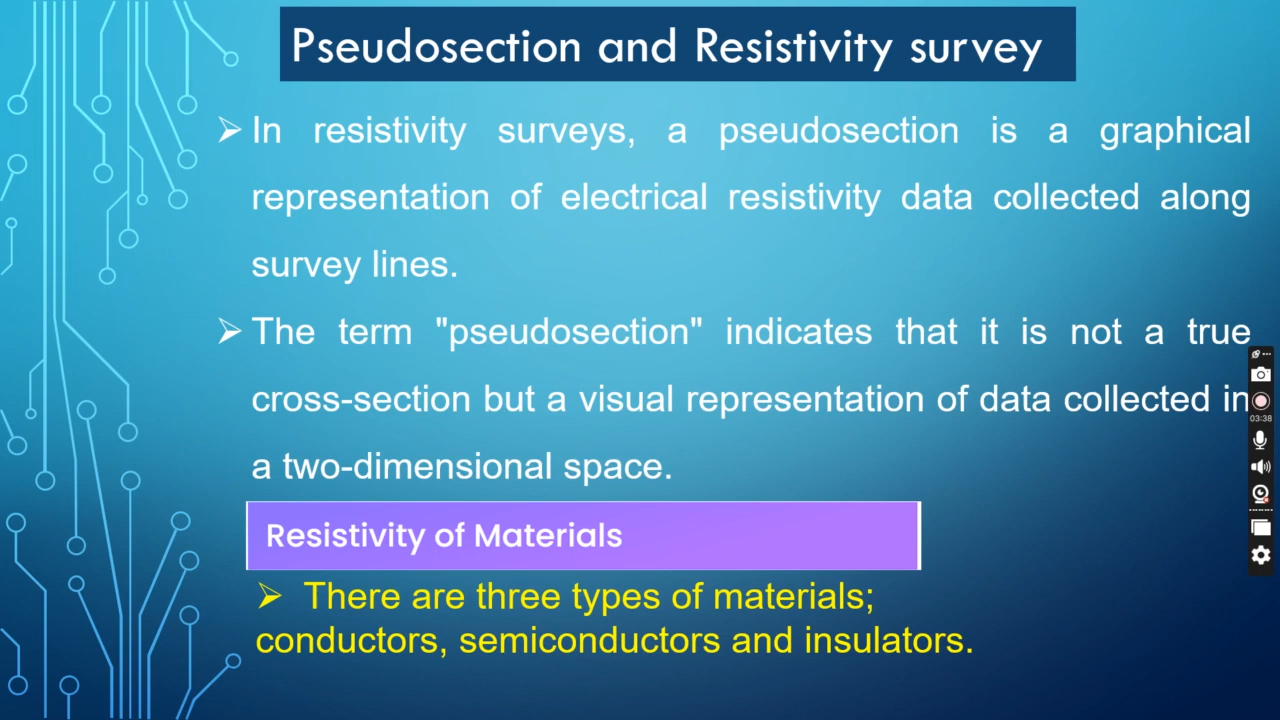 Pseudosection and Resistivity survey
In resistivity surveys, a pseudosection is a graphical
representation of electrical resistivity data collected along
survey lines.
The term "pseudosection" indicates that it is not a true
cross-section but a visual representation of data collected in
a two-dimensional space.
03:38
Resistivity of Materials
There are three types of materials;
conductors, semiconductors and insulators.